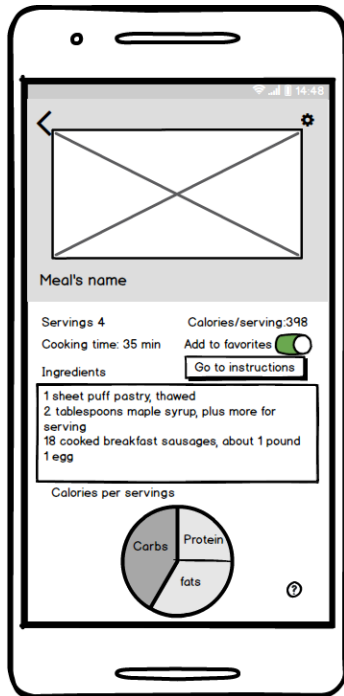 14:48
Meal's name
Servings 4
Calories/serving:398
Cooking time: 35 min
Add to favorites
Ingredients
Go to instructions
1 sheet puff pastry, thawed
2 tablespoons maple syrup, plus more for
serving
18 cooked breakfast sausages, about 1 pound
1 egg
Calories per servings
Carbs
Protein
fats
?